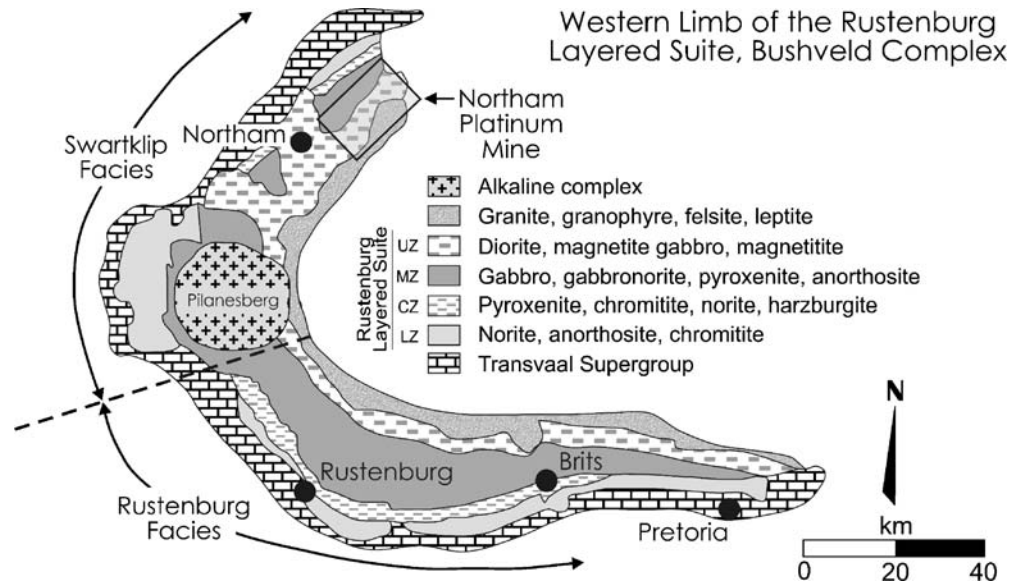 Western Limb of the Rustenburg
Layered Suite, Bushveld Complex
Northam
Platinum
Mine
Northam
Swartklip
Facies
Pilanesberg
Alkaline complex
Granite, granophyre, felsite, leptite
Rustenburg
Layered Suite
UZ Diorite, magnetite gabbro, magnetitite
MZ Gabbro, gabbronorite, pyroxenite, anorthosite
CZ Pyroxenite, chromitite, norite, harzburgite
LZ Norite, anorthosite, chromitite
Transvaal Supergroup
N
Rustenburg
Brits
Rustenburg
Facies
Pretoria
km
0 20 40